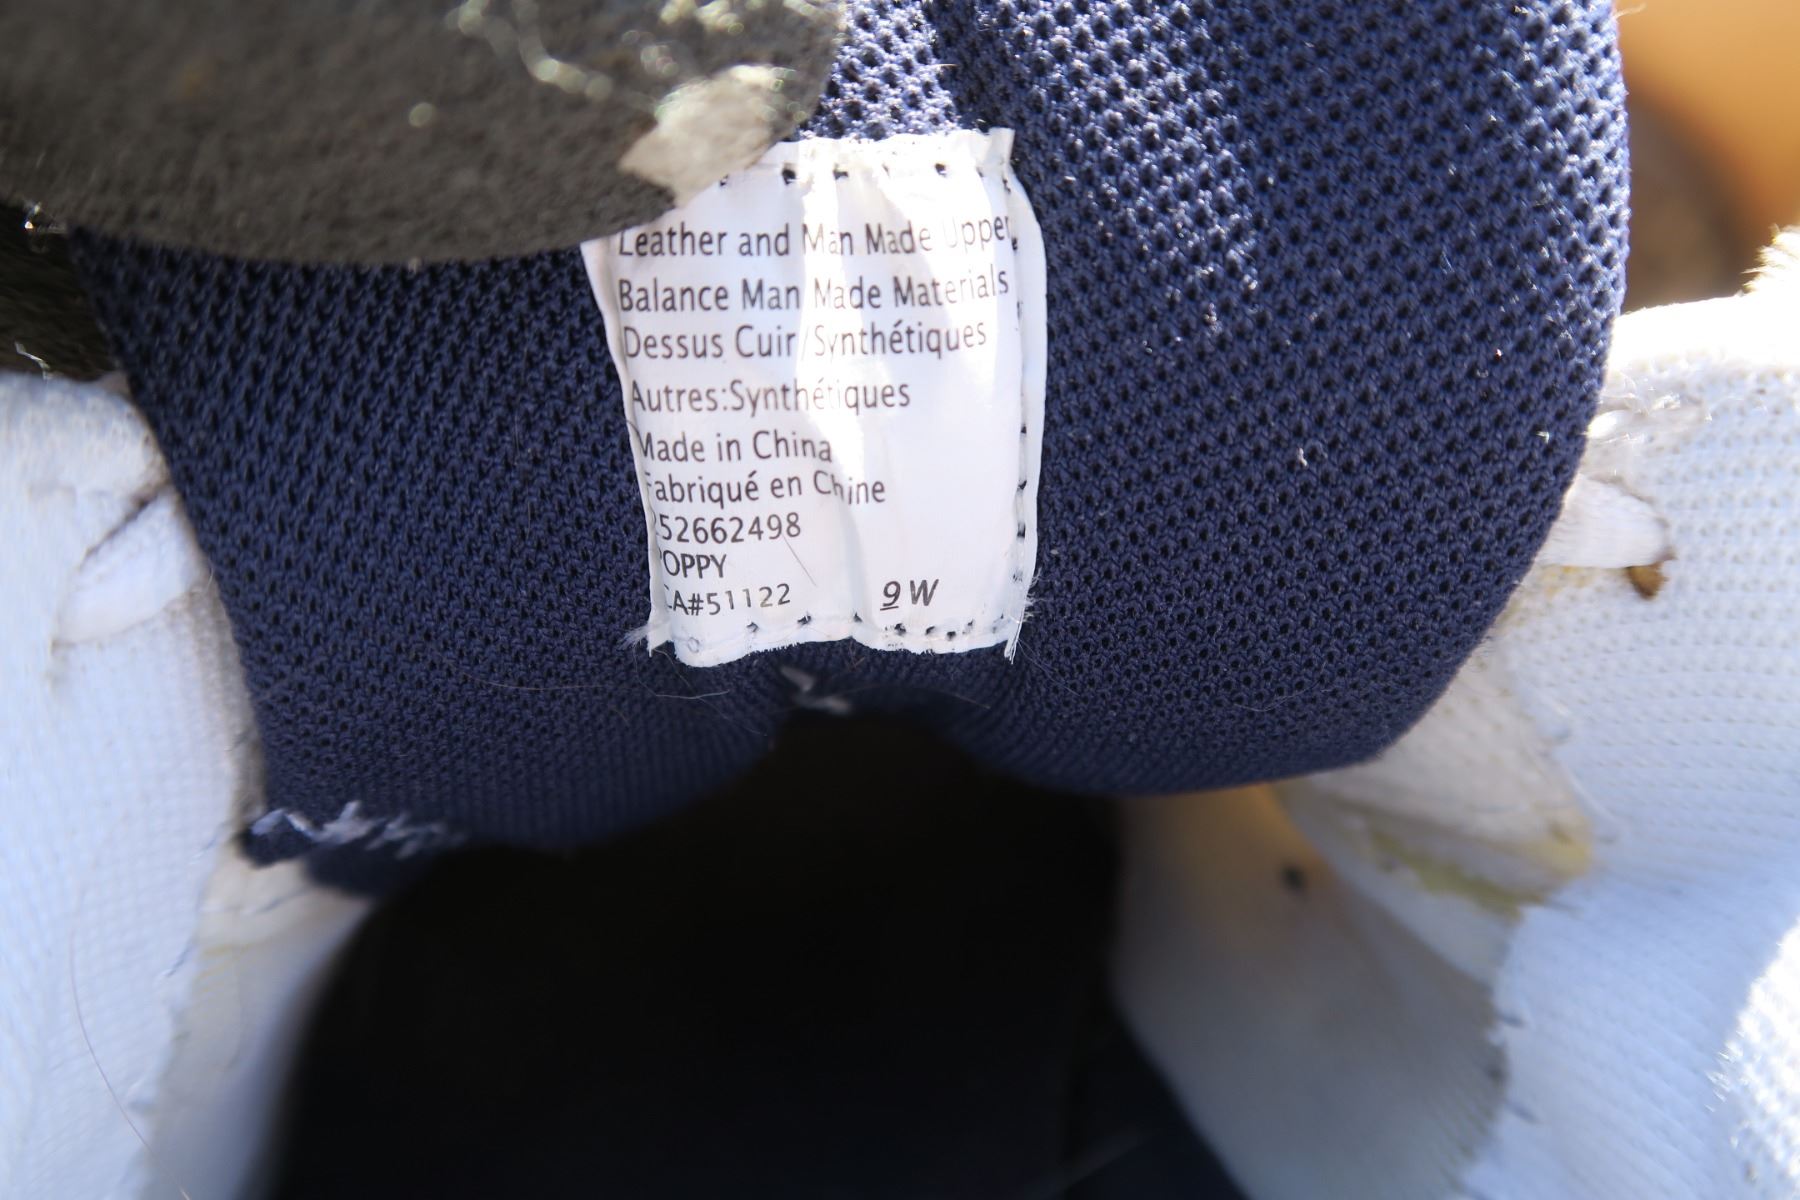 Leather and Man Made Upper
Balance Man Made Materials
Dessus Cuir/Synthétiques
Autres:Synthétiques
Made in China
Fabriqué en Chine
52662498
POPPY
CA#51122 9W